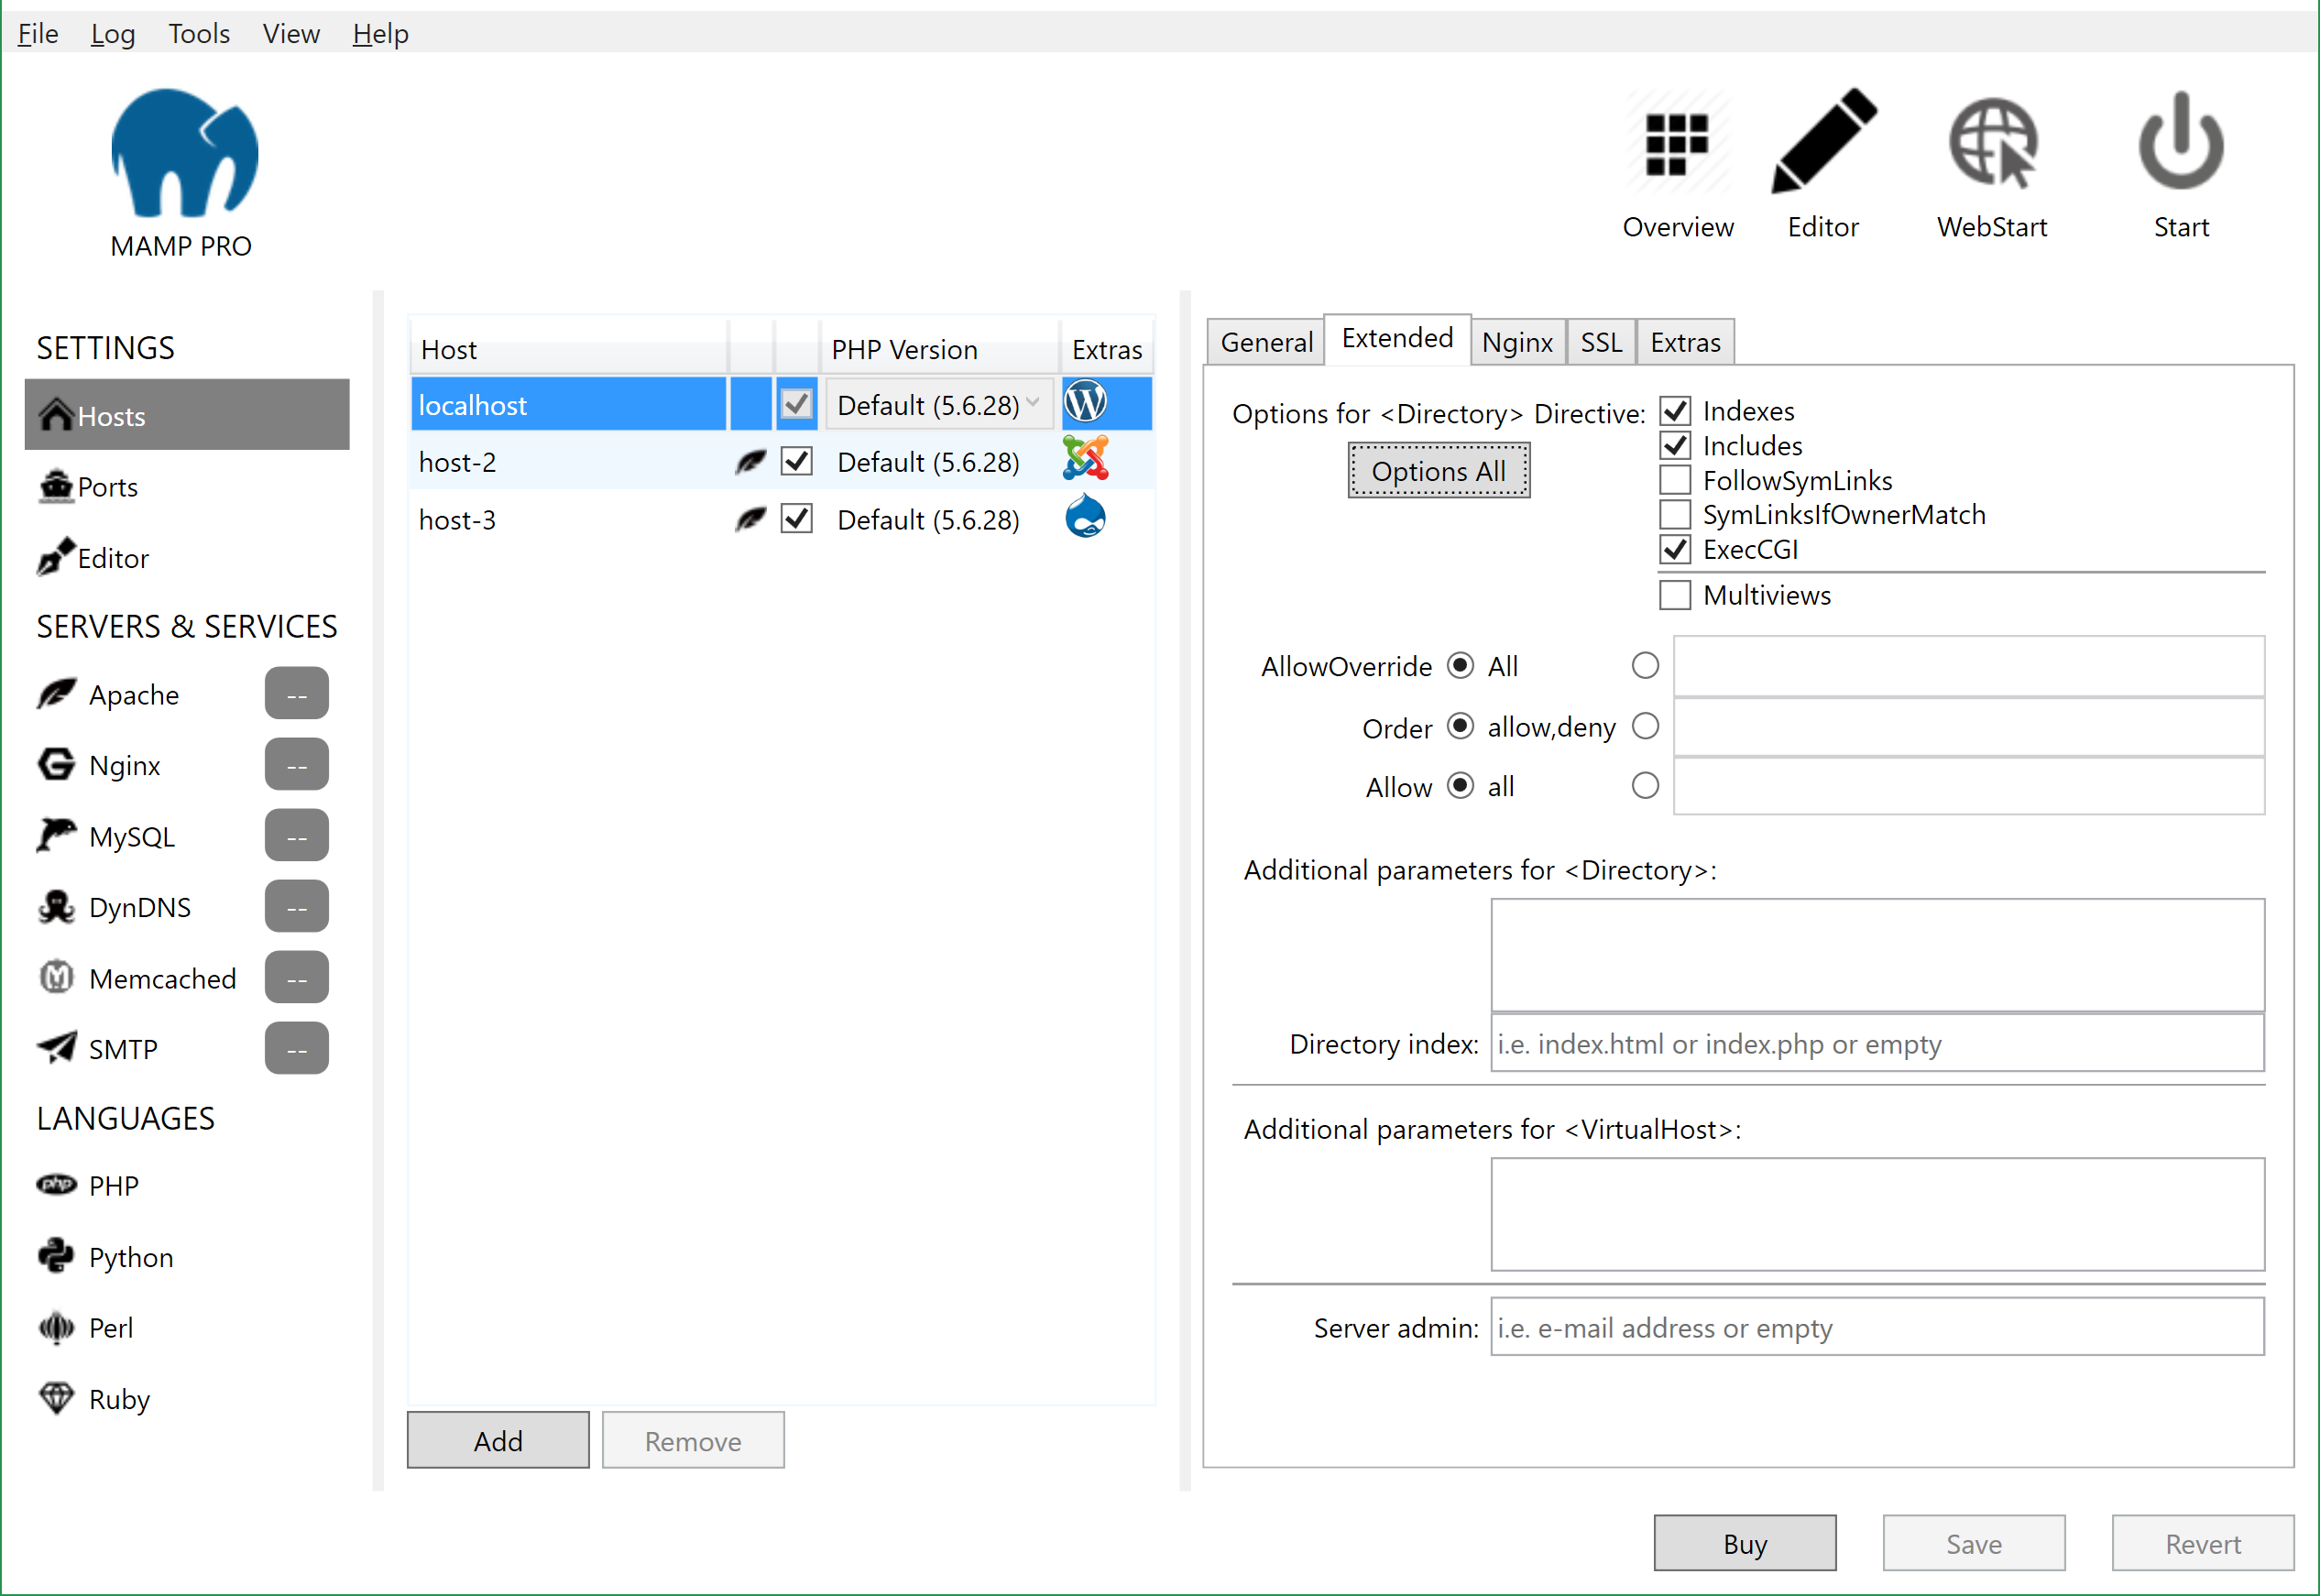 File Log Tools View Help
MAMP PRO
Overview Editor WebStart Start
SETTINGS
Hosts
Ports
Editor
SERVERS & SERVICES
Apache --
Nginx --
MySQL --
DynDNS --
Memcached --
SMTP --
LANGUAGES
php PHP
Python
Perl
Ruby
Host PHP Version Extras
localhost Default (5.6.28)
host-2 Default (5.6.28)
host-3 Default (5.6.28)
Add Remove
General Extended Nginx SSL Extras
Options for <Directory> Directive:
Options All
Indexes
Includes
FollowSymLinks
SymLinksIfOwnerMatch
ExecCGI
Multiviews
AllowOverride All
Order allow,deny
Allow all
Additional parameters for <Directory>:
Directory index: i.e. index.html or index.php or empty
Additional parameters for <VirtualHost>:
Server admin: i.e. e-mail address or empty
Buy Save Revert